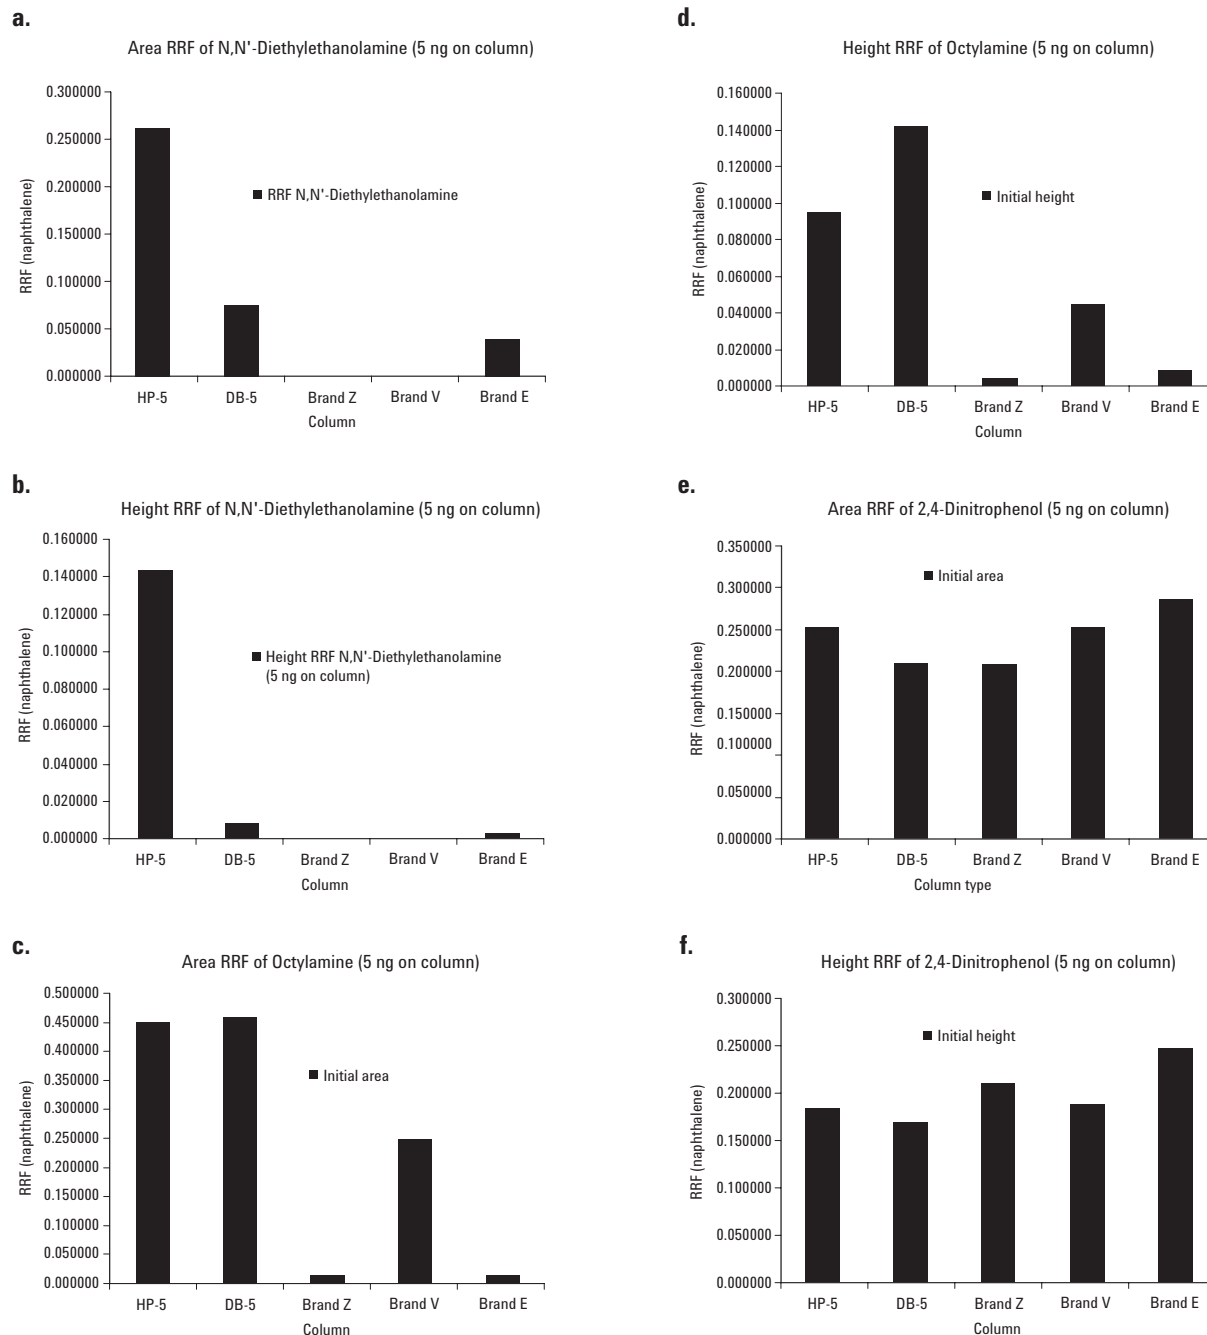 a.
Area RRF of N,N'-Diethylethanolamine (5 ng on column)
0.300000
0.250000
0.200000
0.150000
0.100000
0.050000
0.000000
RRF (naphthalene)
RRF N,N'-Diethylethanolamine
HP-5 DB-5 Brand Z Brand V Brand E
Column
b.
Height RRF of N,N'-Diethylethanolamine (5 ng on column)
0.160000
0.140000
0.120000
0.100000
0.080000
0.060000
0.040000
0.020000
0.000000
RRF (naphthalene)
Height RRF N,N'-Diethylethanolamine
(5 ng on column)
HP-5 DB-5 Brand Z Brand V Brand E
Column
c.
Area RRF of Octylamine (5 ng on column)
0.500000
0.450000
0.400000
0.350000
0.300000
0.250000
0.200000
0.150000
0.100000
0.050000
0.000000
RRF (naphthalene)
Initial area
HP-5 DB-5 Brand Z Brand V Brand E
Column
d.
Height RRF of Octylamine (5 ng on column)
0.160000
0.140000
0.120000
0.100000
0.080000
0.060000
0.040000
0.020000
0.000000
RRF (naphthalene)
Initial height
HP-5 DB-5 Brand Z Brand V Brand E
Column
e.
Area RRF of 2,4-Dinitrophenol (5 ng on column)
0.350000
0.300000
0.250000
0.200000
0.150000
0.100000
0.050000
0.000000
RRF (naphthalene)
Initial area
HP-5 DB-5 Brand Z Brand V Brand E
Column type
f.
Height RRF of 2,4-Dinitrophenol (5 ng on column)
0.300000
0.250000
0.200000
0.150000
0.100000
0.050000
0.000000
RRF (naphthalene)
Initial height
HP-5 DB-5 Brand Z Brand V Brand E
Column